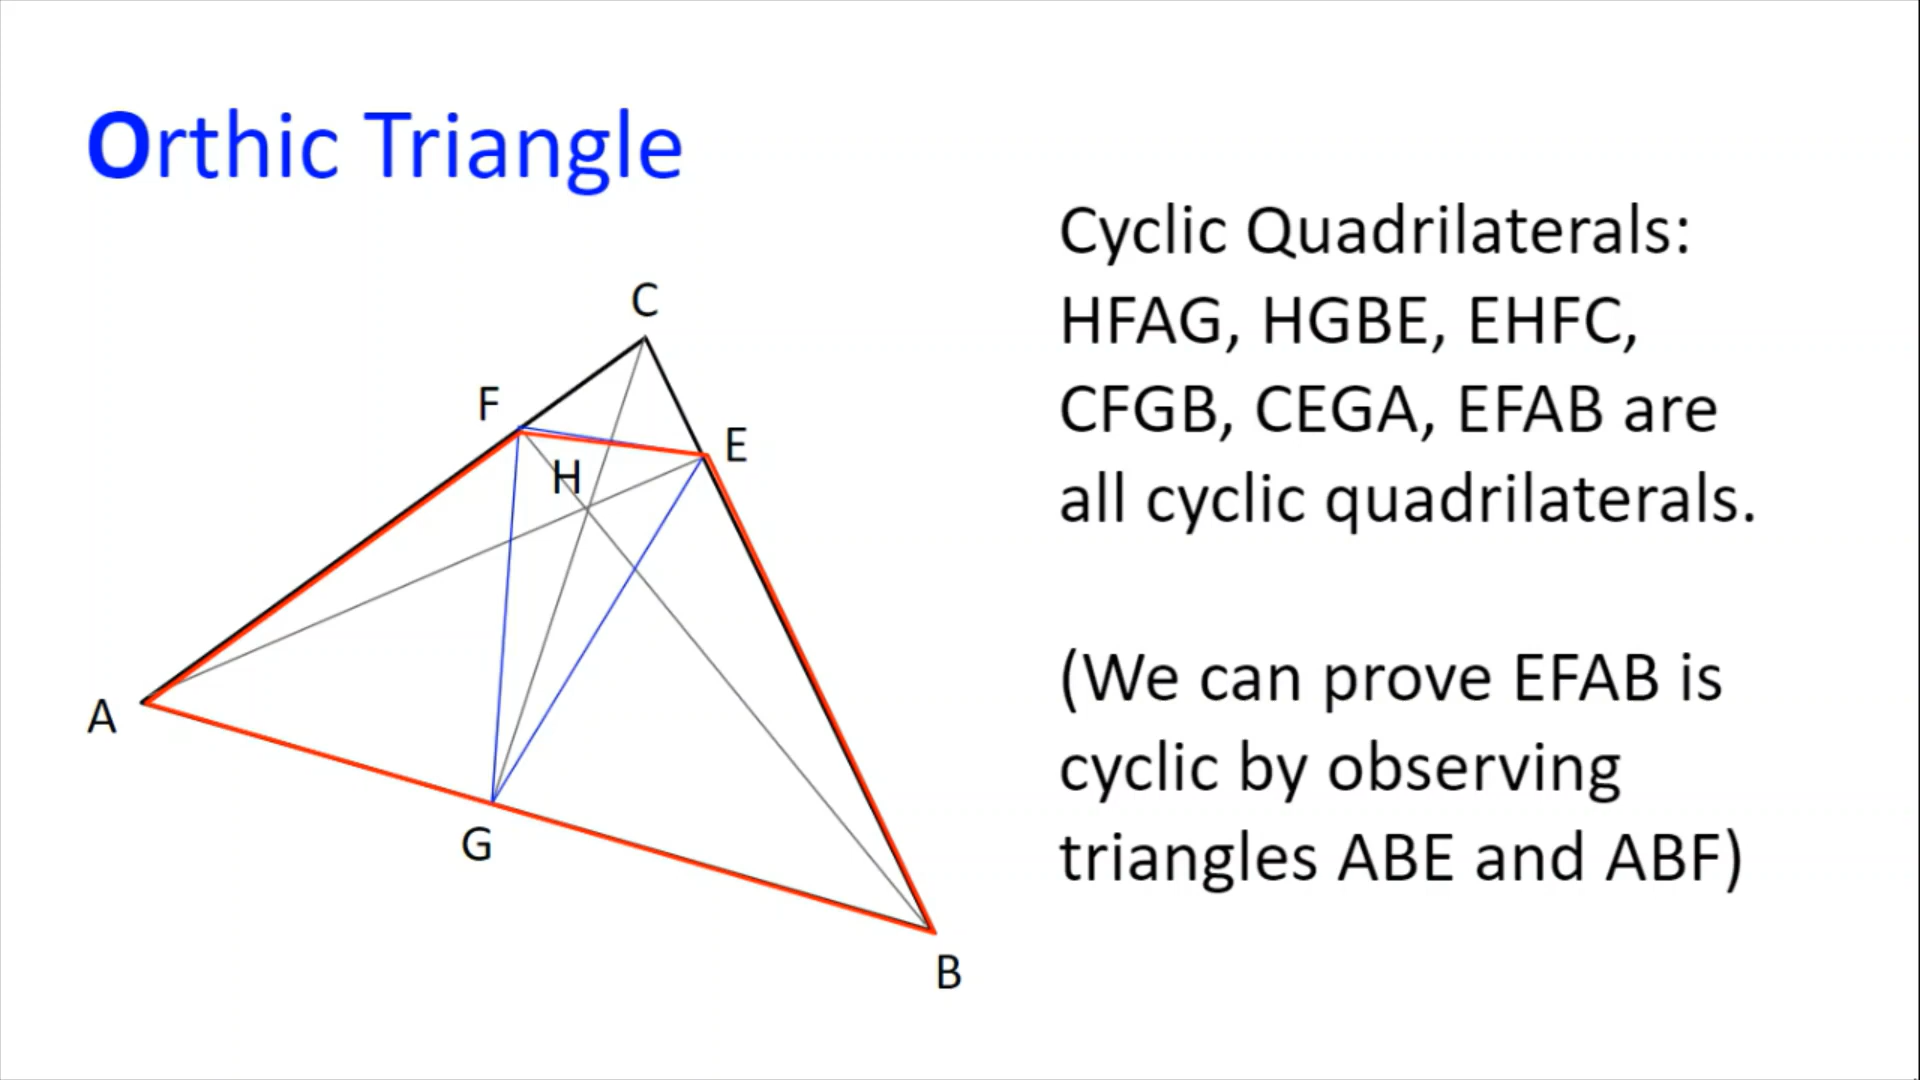 Orthic Triangle
Cyclic Quadrilaterals:
HFAG, HGBE, EHFC,
CFGB, CEGA, EFAB are
all cyclic quadrilaterals.
(We can prove EFAB is
cyclic by observing
triangles ABE and ABF)
C
F
E
H
A
G
B